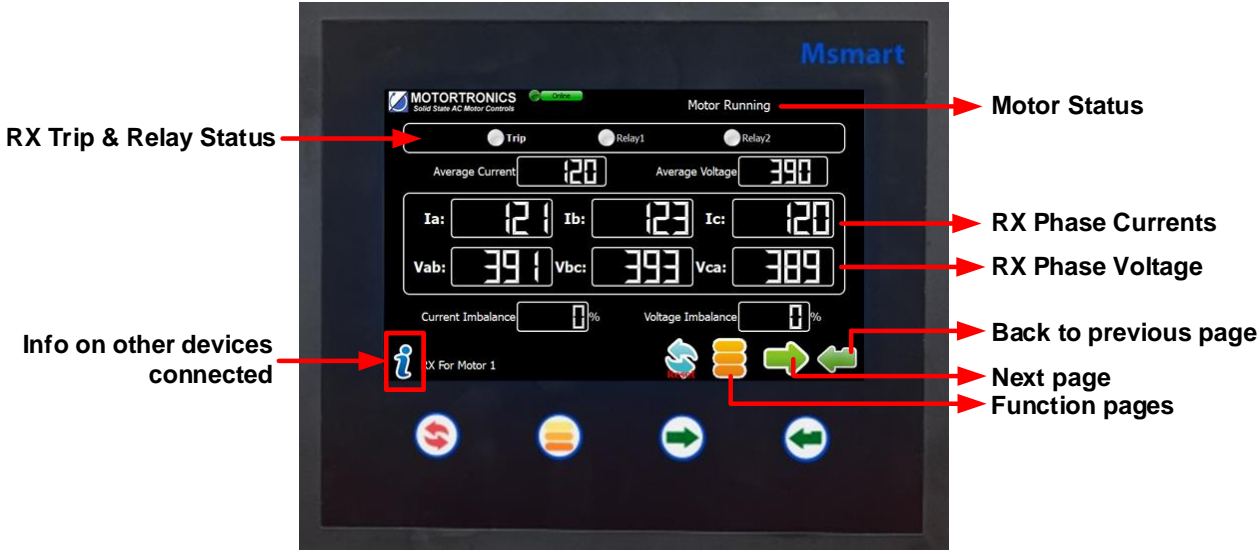 Msmart
MOTORTRONICS
Solid State AC Motor Controls
Online
Motor Running
Motor Status
RX Trip & Relay Status
Trip
Relay1
Relay2
Average Current 120
Average Voltage 390
Ia: 121 Ib: 123 Ic: 120
RX Phase Currents
Vab: 391 Vbc: 393 Vca: 389
RX Phase Voltage
Current Imbalance 0 %
Voltage Imbalance 0 %
Info on other devices
connected
i
RX For Motor 1
Back to previous page
Next page
Function pages